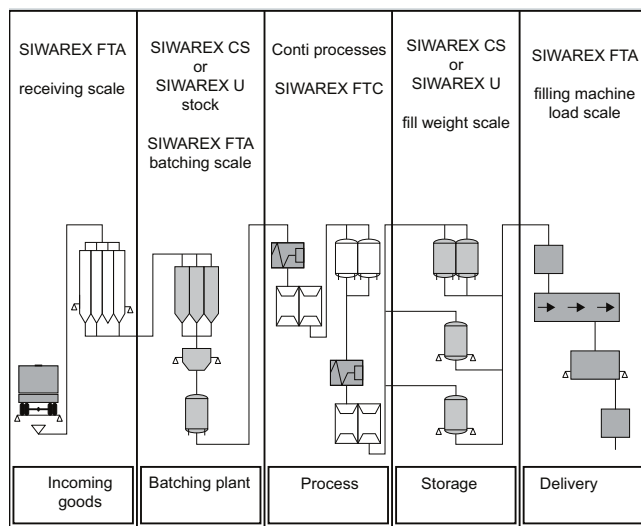 SIWAREX FTA
receiving scale
SIWAREX CS
or
SIWAREX U
stock
SIWAREX FTA
batching scale
Conti processes
SIWAREX FTC
SIWAREX CS
or
SIWAREX U
fill weight scale
SIWAREX FTA
filling machine
load scale
Incoming
goods
Batching plant
Process
Storage
Delivery